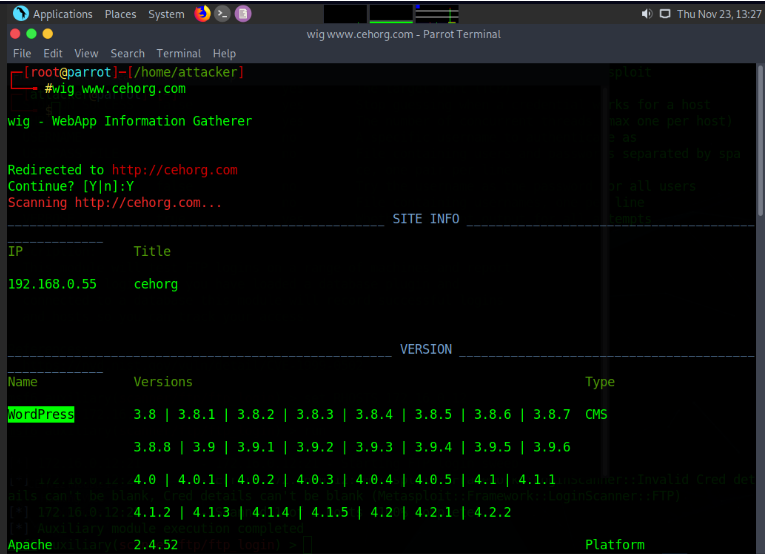 Applications Places System Thu Nov 23, 13:27
wig www.cehorg.com - Parrot Terminal
File Edit View Search Terminal Help
[root@parrot]─[/home/attacker]
#wig www.cehorg.com
wig - WebApp Information Gatherer
Redirected to http://cehorg.com
Continue? [Y|n]:Y
Scanning http://cehorg.com...
SITE INFO
IP Title
192.168.0.55 cehorg
VERSION
Name Versions Type
WordPress 3.8 | 3.8.1 | 3.8.2 | 3.8.3 | 3.8.4 | 3.8.5 | 3.8.6 | 3.8.7 CMS
3.8.8 | 3.9 | 3.9.1 | 3.9.2 | 3.9.3 | 3.9.4 | 3.9.5 | 3.9.6
4.0 | 4.0.1 | 4.0.2 | 4.0.3 | 4.0.4 | 4.0.5 | 4.1 | 4.1.1
4.1.2 | 4.1.3 | 4.1.4 | 4.1.5 | 4.2 | 4.2.1 | 4.2.2
Apache 2.4.52 Platform